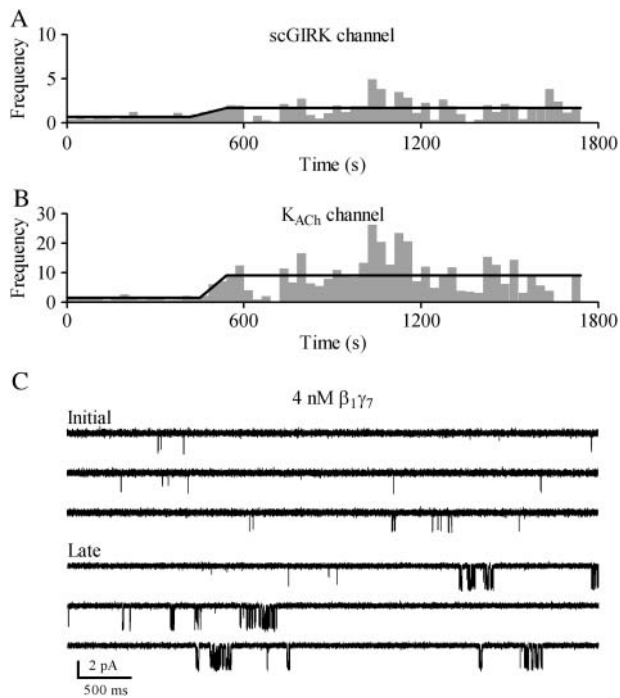 A
scGIRK channel
Frequency
10
5
0
0 600 1200 1800
Time (s)
B
K_ACh channel
Frequency
30
20
10
0
0 600 1200 1800
Time (s)
C
4 nM β₁γ₇
Initial
Late
2 pA
500 ms